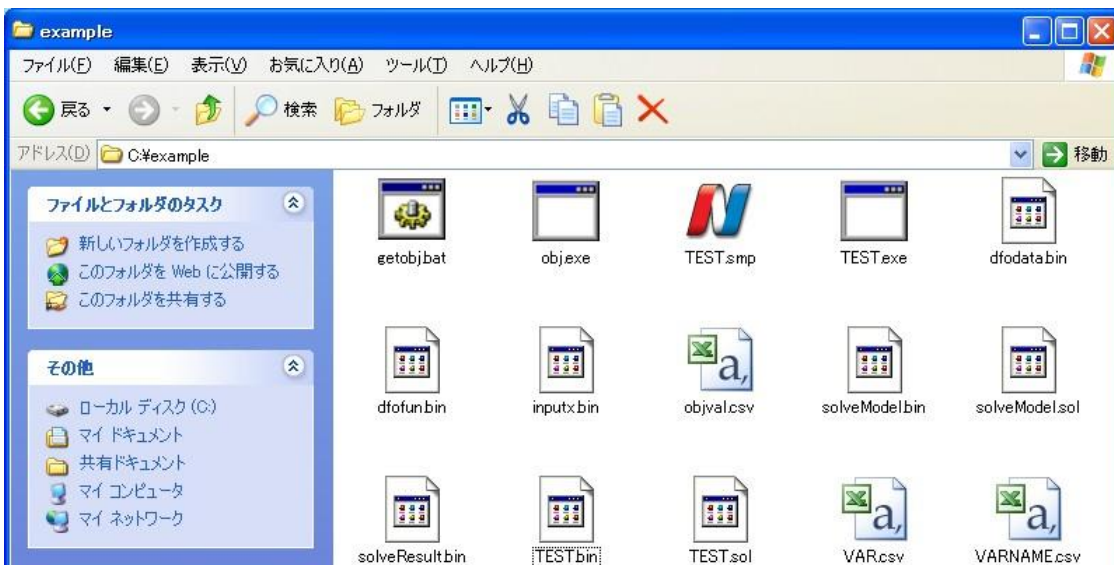 example
ファイル(F) 編集(E) 表示(V) お気に入り(A) ツール(T) ヘルプ(H)
戻る 検索 フォルダ
アドレス(D) C:¥example 移動
ファイルとフォルダのタスク
新しいフォルダを作成する
このフォルダを Web に公開する
このフォルダを共有する
その他
ローカル ディスク (C:)
マイ ドキュメント
共有ドキュメント
マイ コンピュータ
マイ ネットワーク
getobj.bat obj.exe TEST.smp TEST.exe dfodata.bin
dfofun.bin inputx.bin objval.csv solveModel.bin solveModel.sol
solveResult.bin TEST.bin TEST.sol VAR.csv VARNAME.csv